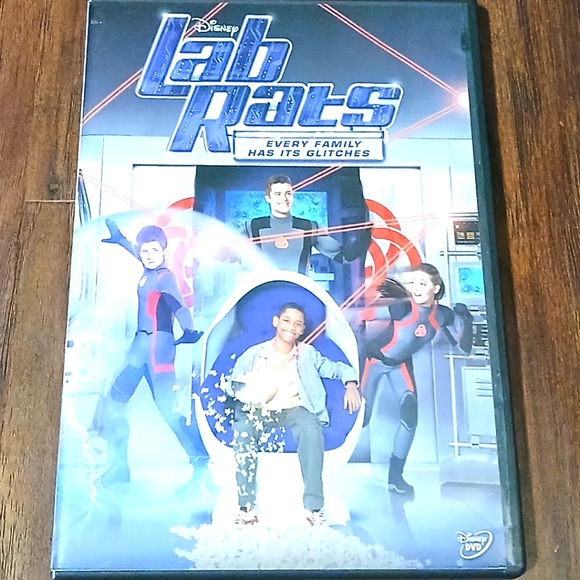 Disney
Lab
Rats
EVERY FAMILY
HAS ITS GLITCHES
Disney
DVD